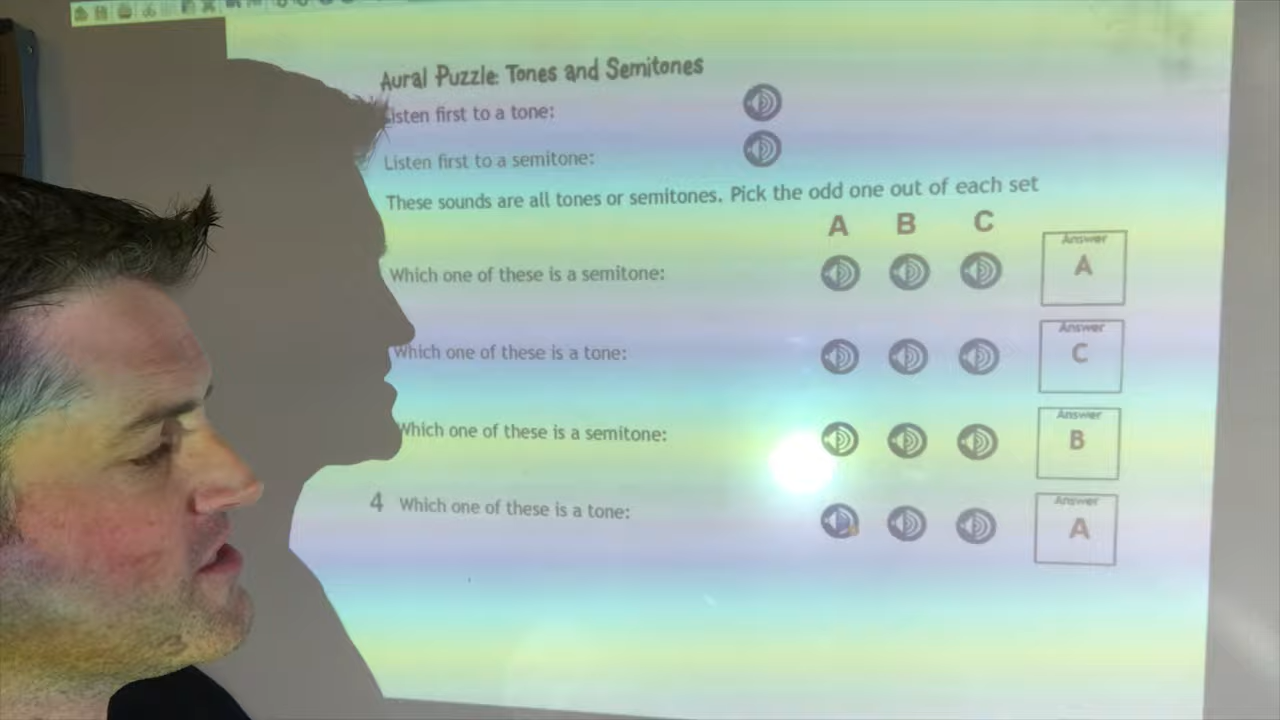 Aural Puzzle: Tones and Semitones
Listen first to a tone:
Listen first to a semitone:
These sounds are all tones or semitones. Pick the odd one out of each set
A B C
Which one of these is a semitone:
Answer
A
Which one of these is a tone:
Answer
C
Which one of these is a semitone:
Answer
B
4 Which one of these is a tone:
Answer
A